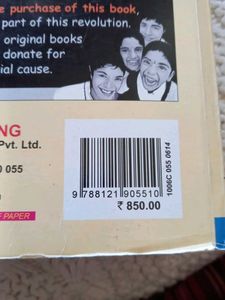 e purchase of this book,
part of this revolution.
original books
donate for
ial cause.
NG
Pvt. Ltd.
0 055
9 788121 905510
1006C 055 0614
₹ 850.00
PAPER